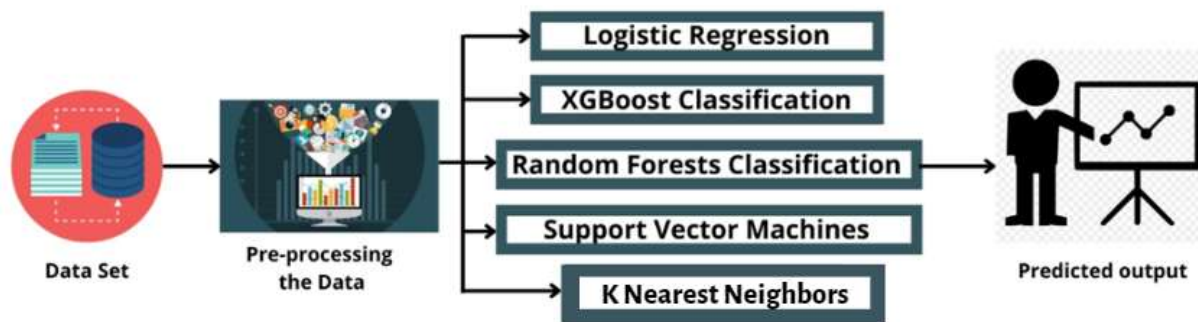 Logistic Regression
XGBoost Classification
Random Forests Classification
Support Vector Machines
K Nearest Neighbors
Data Set
Pre-processing
the Data
Predicted output